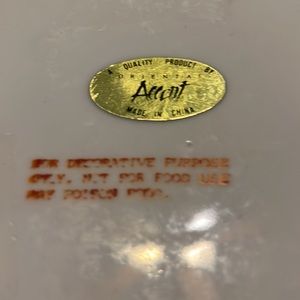 A QUALITY PRODUCT BY
ORIENTAL
Accent
MADE IN CHINA
FOR DECORATIVE PURPOSE
ONLY. NOT FOR FOOD USE
MAY POISON FOOD.